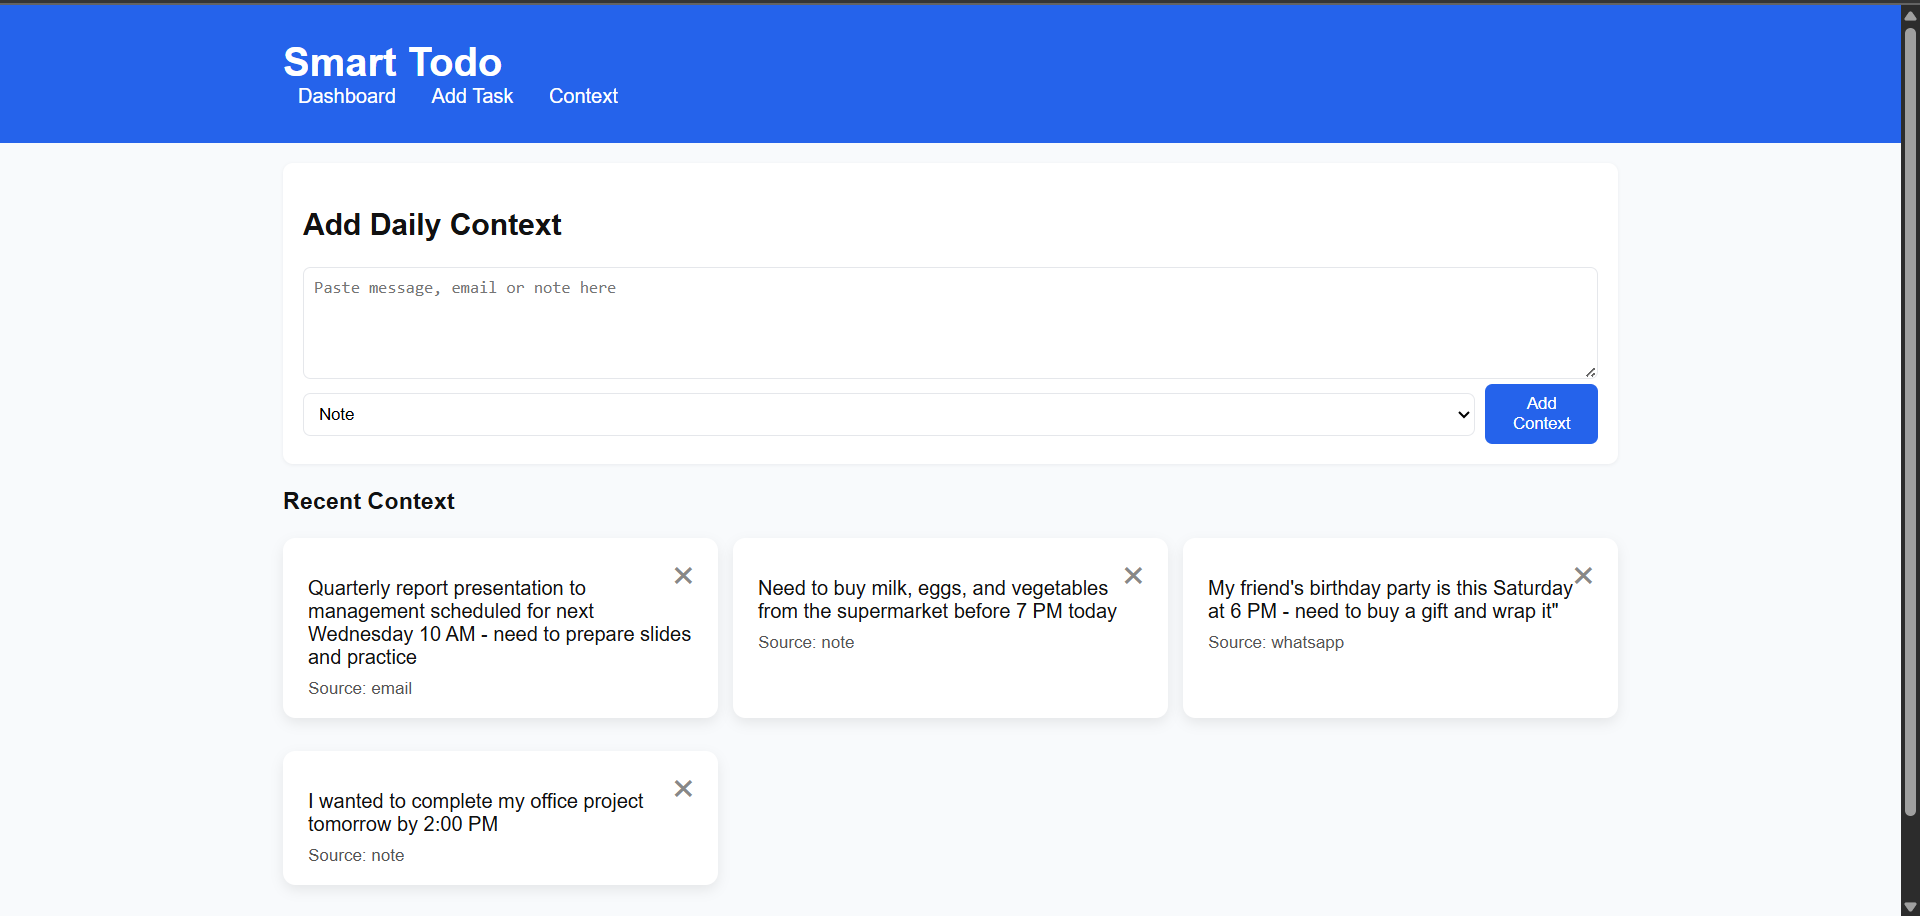 Smart Todo
Dashboard Add Task Context
Add Daily Context
Paste message, email or note here
Note
Add
Context
Recent Context
Quarterly report presentation to
management scheduled for next
Wednesday 10 AM - need to prepare slides
and practice
Source: email
Need to buy milk, eggs, and vegetables
from the supermarket before 7 PM today
Source: note
My friend's birthday party is this Saturday
at 6 PM - need to buy a gift and wrap it"
Source: whatsapp
I wanted to complete my office project
tomorrow by 2:00 PM
Source: note